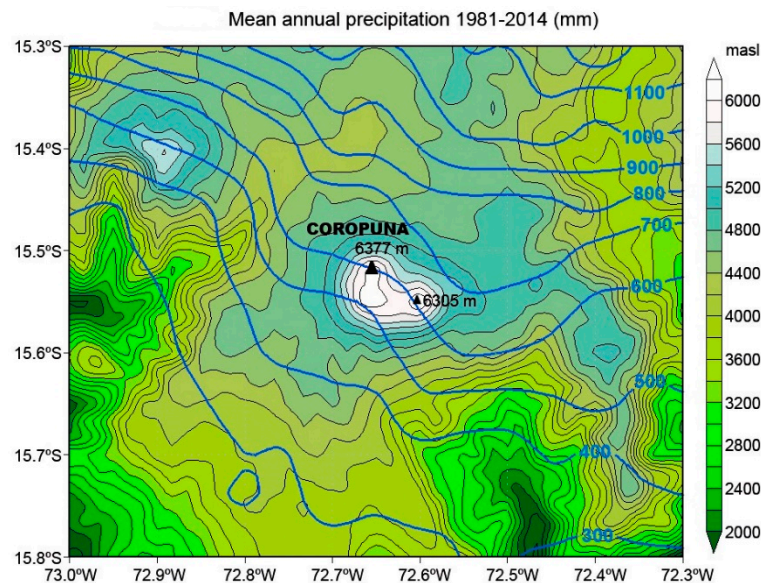 Mean annual precipitation 1981-2014 (mm)
15.3°S
15.4°S
15.5°S
15.6°S
15.7°S
15.8°S
73.0°W
72.9°W
72.8°W
72.7°W
72.6°W
72.5°W
72.4°W
72.3°W
1100
1000
900
800
700
600
500
400
300
COROPUNA
6377 m
6305 m
masl
6000
5600
5200
4800
4400
4000
3600
3200
2800
2400
2000